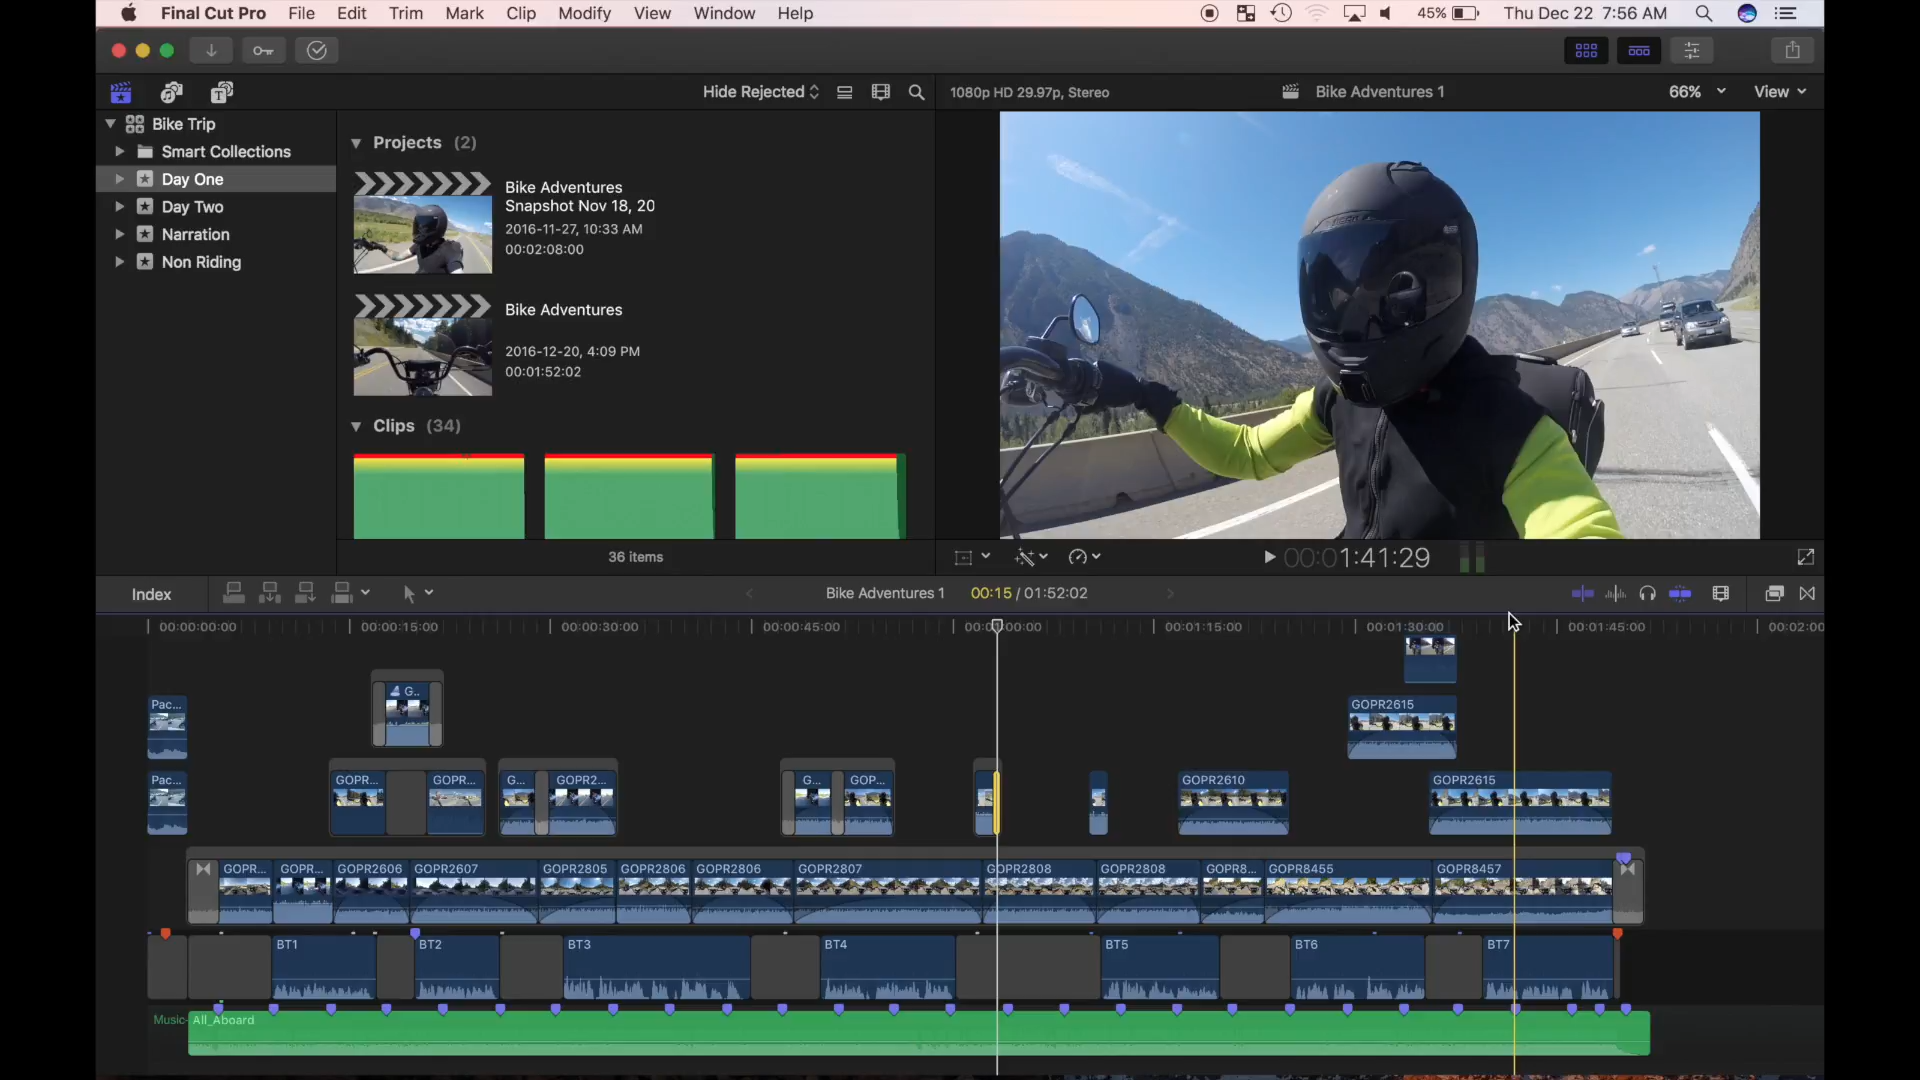 Final Cut Pro File Edit Trim Mark Clip Modify View Window Help 45% Thu Dec 22 7:56 AM
Hide Rejected 1080p HD 29.97p, Stereo Bike Adventures 1 66% View
Bike Trip
Smart Collections
Day One
Day Two
Narration
Non Riding
Projects (2)
Bike Adventures
Snapshot Nov 18, 20
2016-11-27, 10:33 AM
00:02:08:00
Bike Adventures
2016-12-20, 4:09 PM
00:01:52:02
Clips (34)
36 items
00:01:41:29
Index Bike Adventures 1 00:15 / 01:52:02
00:00:00:00 00:00:15:00 00:00:30:00 00:00:45:00 00:01:00:00 00:01:15:00 00:01:30:00 00:01:45:00 00:02:0
G..
Pac... GOPR2615
Pac... GOPR... GOPR... G... GOPR2... G... GOP... GOPR2610 GOPR2615
GOPR... GOPR... GOPR2606 GOPR2607 GOPR2805 GOPR2806 GOPR2806 GOPR2807 GOPR2808 GOPR2808 GOPR8... GOPR8455 GOPR8457
BT1 BT2 BT3 BT4 BT5 BT6 BT7
Music- All_Aboard